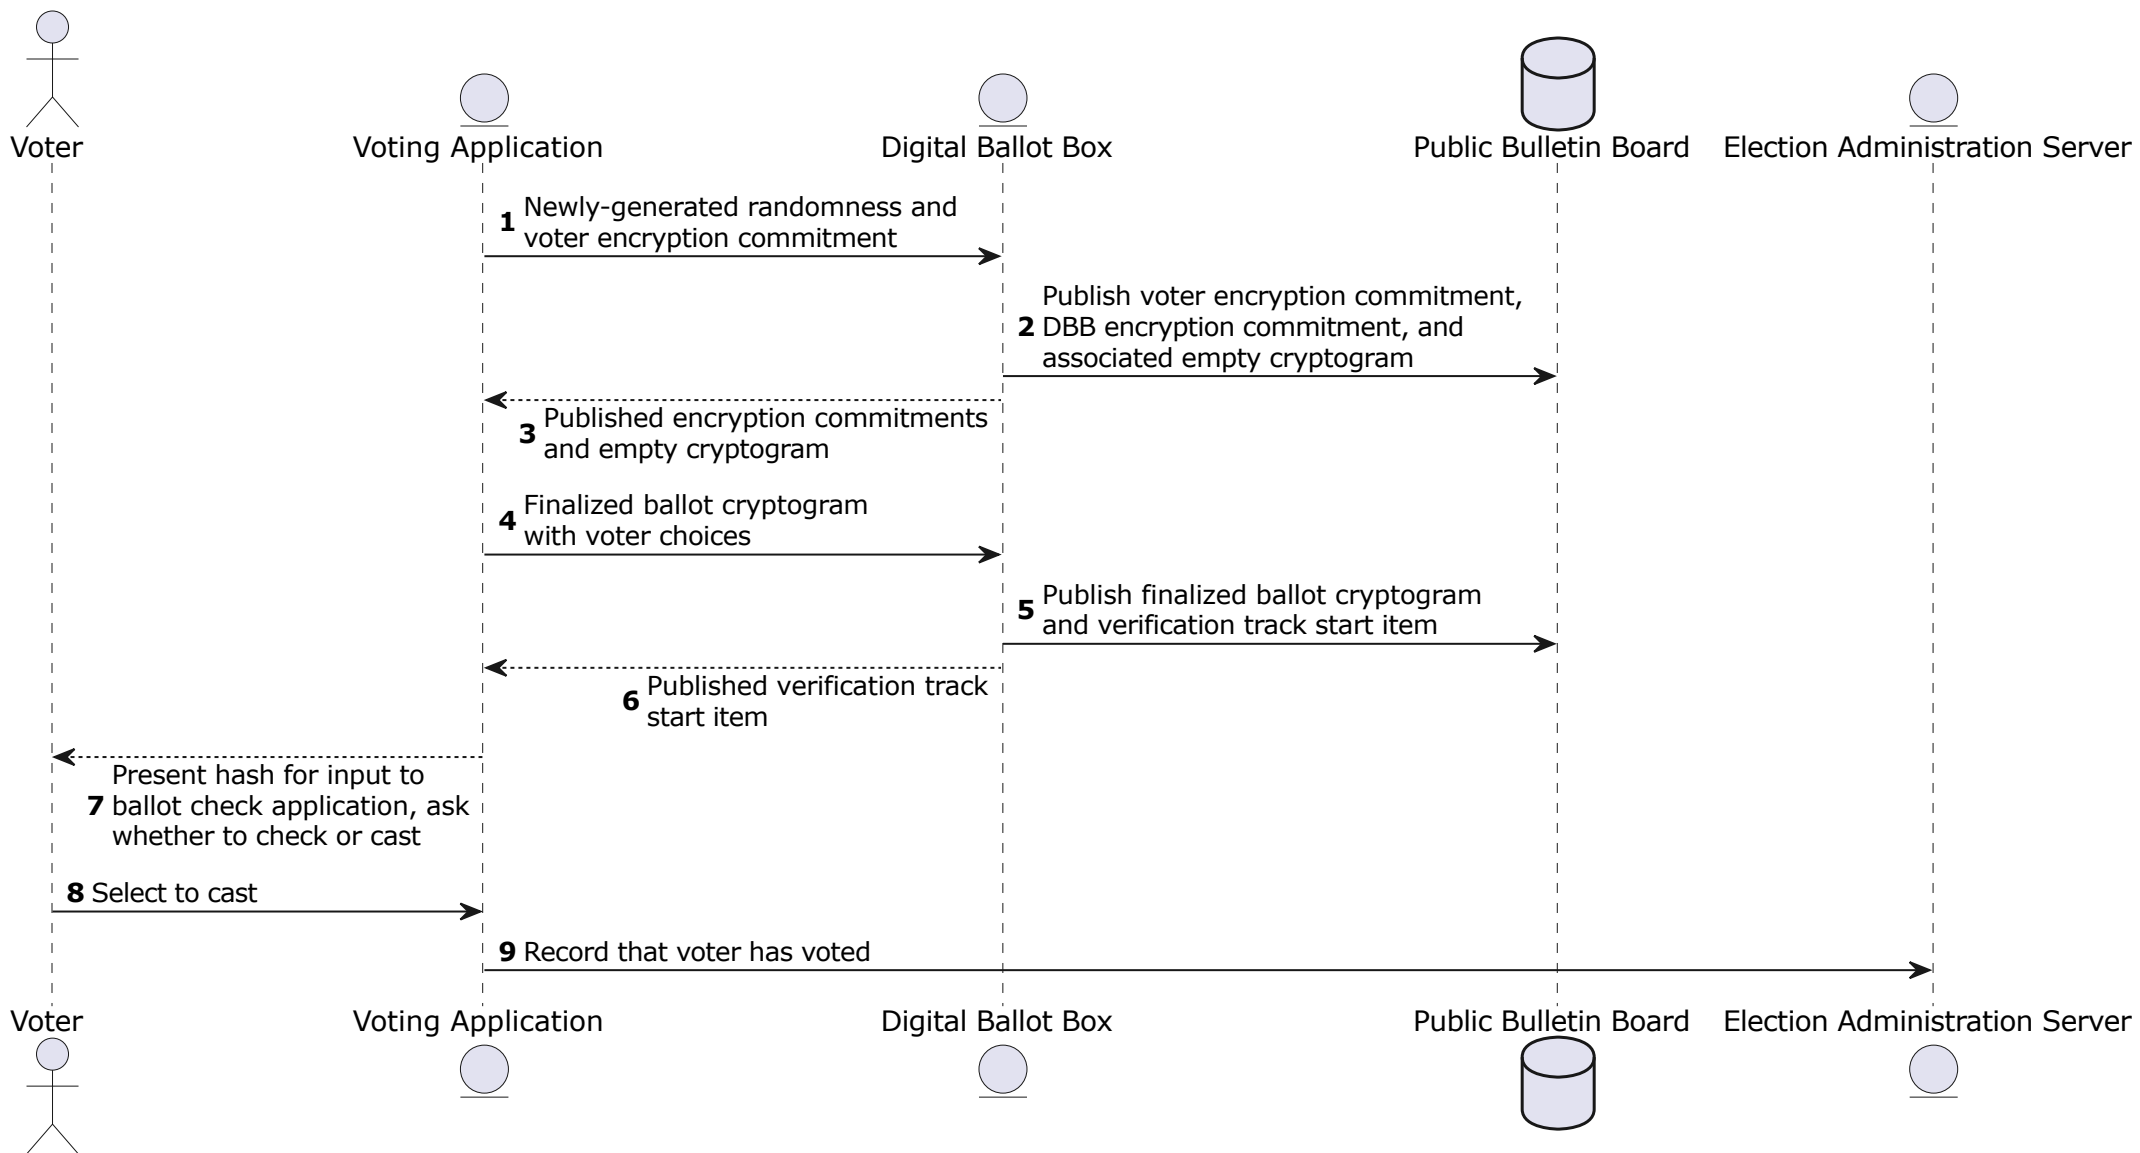 Voter
Voting Application
Digital Ballot Box
Public Bulletin Board
Election Administration Server
1 Newly-generated randomness and
voter encryption commitment
Publish voter encryption commitment,
2 DBB encryption commitment, and
associated empty cryptogram
3 Published encryption commitments
and empty cryptogram
4 Finalized ballot cryptogram
with voter choices
5 Publish finalized ballot cryptogram
and verification track start item
6 Published verification track
start item
Present hash for input to
7 ballot check application, ask
whether to check or cast
8 Select to cast
9 Record that voter has voted
Voter
Voting Application
Digital Ballot Box
Public Bulletin Board
Election Administration Server